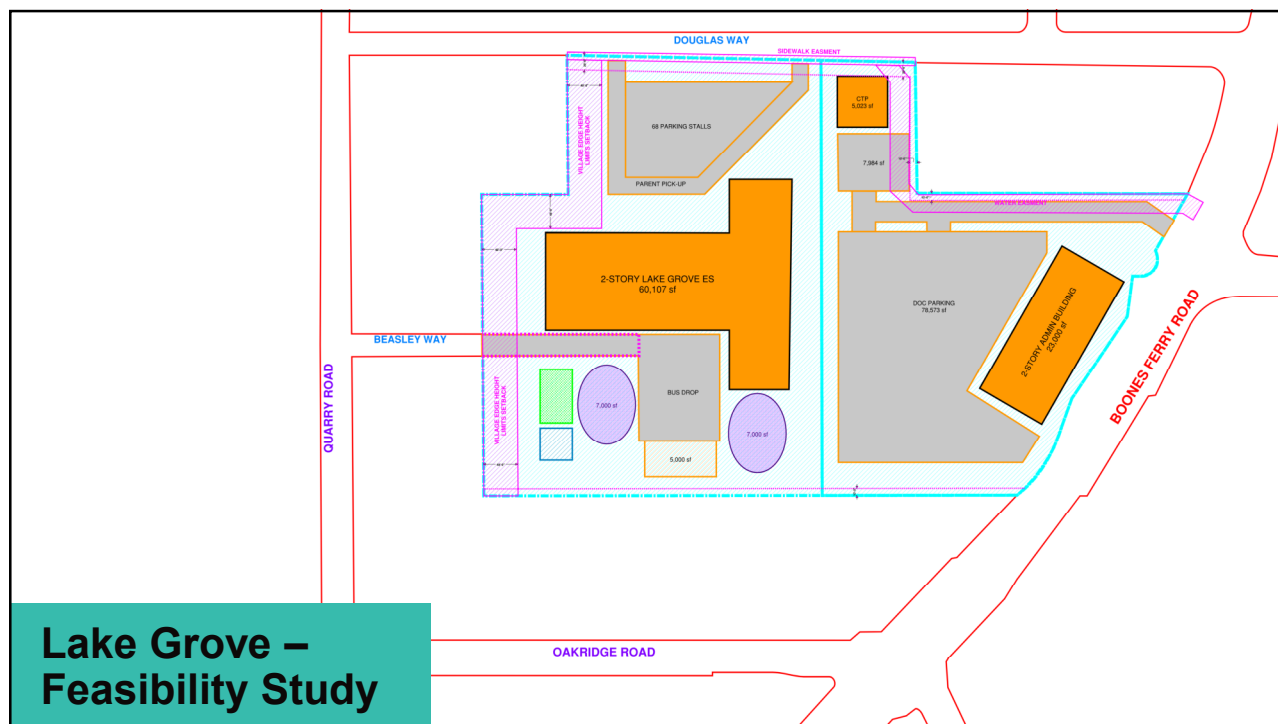 DOUGLAS WAY
SIDEWALK EASMENT
VILLAGE EDGE HEIGHT
LIMITS SETBACK
68 PARKING STALLS
PARENT PICK-UP
CTP
5,023 sf
7,984 sf
WATER EASMENT
2-STORY LAKE GROVE ES
60,107 sf
DOC PARKING
78,573 sf
2-STORY ADMIN BUILDING
23,000 sf
BEASLEY WAY
QUARRY ROAD
VILLAGE EDGE HEIGHT
LIMITS SETBACK
7,000 sf
BUS DROP
7,000 sf
5,000 sf
BOONES FERRY ROAD
OAKRIDGE ROAD
Lake Grove –
Feasibility Study